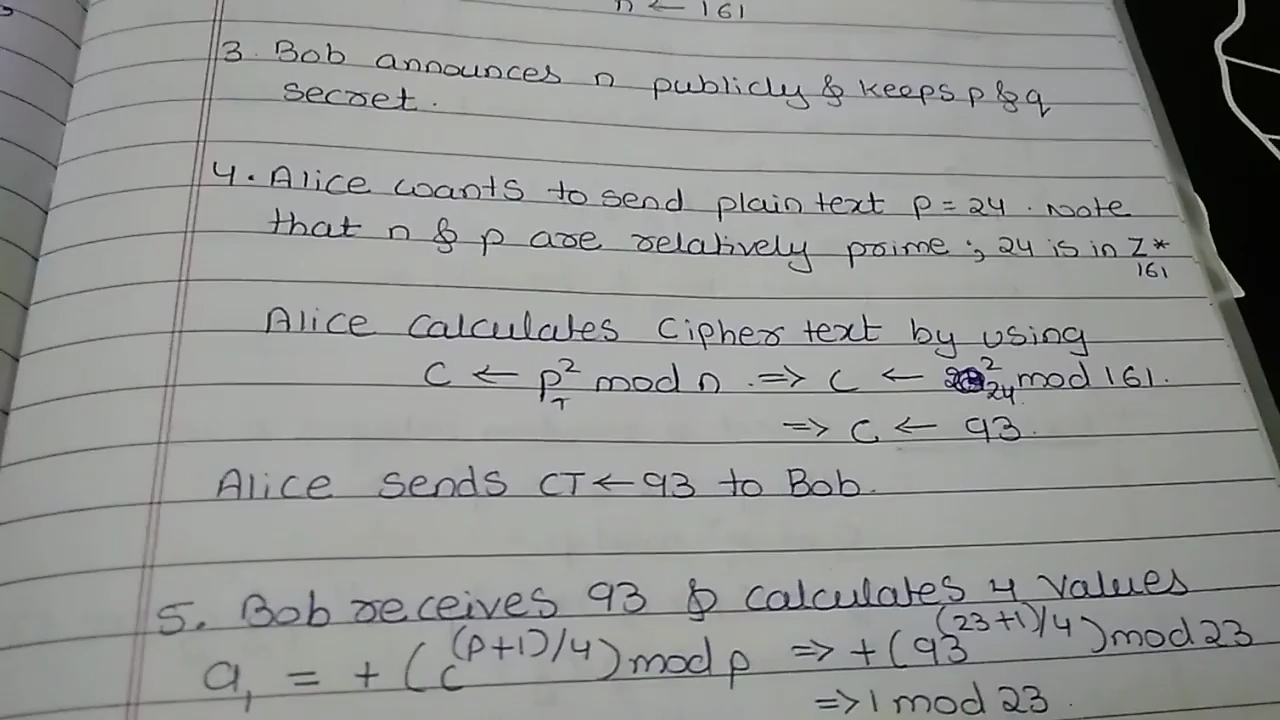 n ← 161
3. Bob announces n publicly & keeps p & q
secret.
4. Alice wants to send plain text P = 24. Note
that n & p are relatively prime; 24 is in Z*161
Alice calculates cipher text by using
C ← P_T² mod n. => C ← 24² mod 161.
=> C ← 93.
Alice sends CT ← 93 to Bob.
5. Bob receives 93 & calculates 4 values
a₁ = + (c^(p+1)/4) mod p => + (93^(23+1)/4) mod 23
=> 1 mod 23.